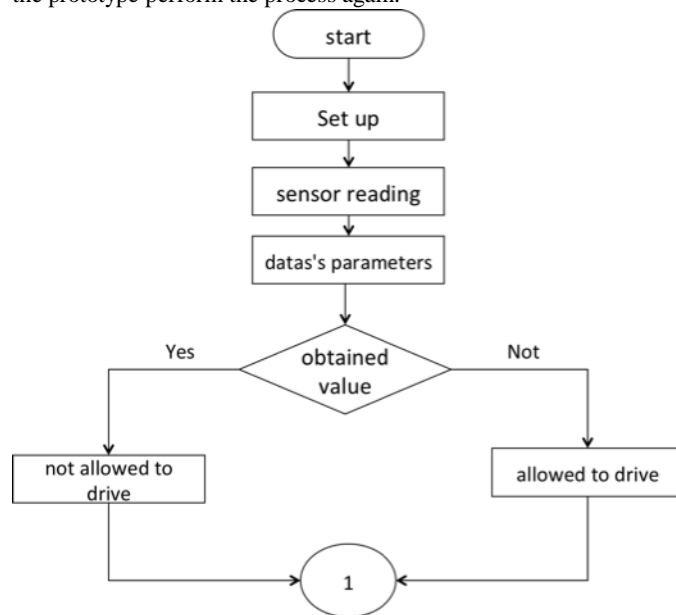 the prototype perform the process again.
start
Set up
sensor reading
datas's parameters
obtained
value
Yes
Not
not allowed to
drive
allowed to drive
1